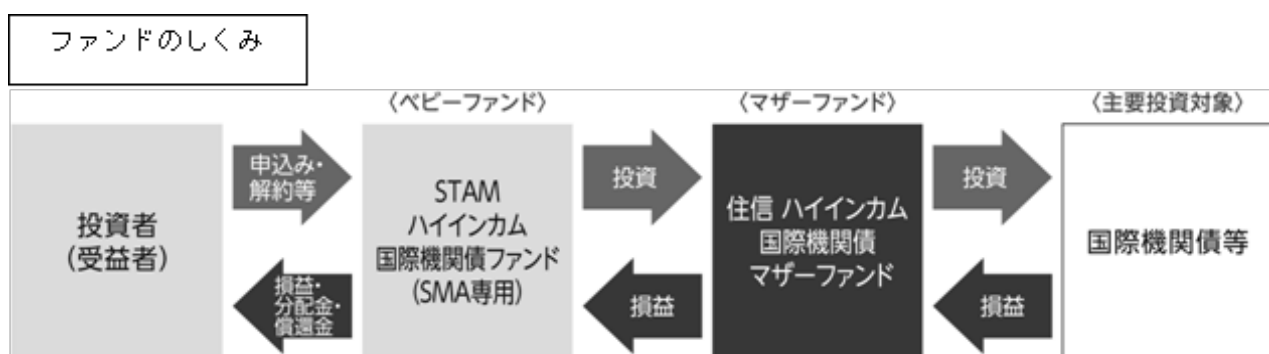 ファンドのしくみ
〈ベビーファンド〉
〈マザーファンド〉
〈主要投資対象〉
投資者
(受益者)
申込み・
解約等
損益・
分配金・
償還金
STAM
ハイインカム
国際機関債ファンド
(SMA専用)
投資
損益
住信 ハイインカム
国際機関債
マザーファンド
投資
損益
国際機関債等